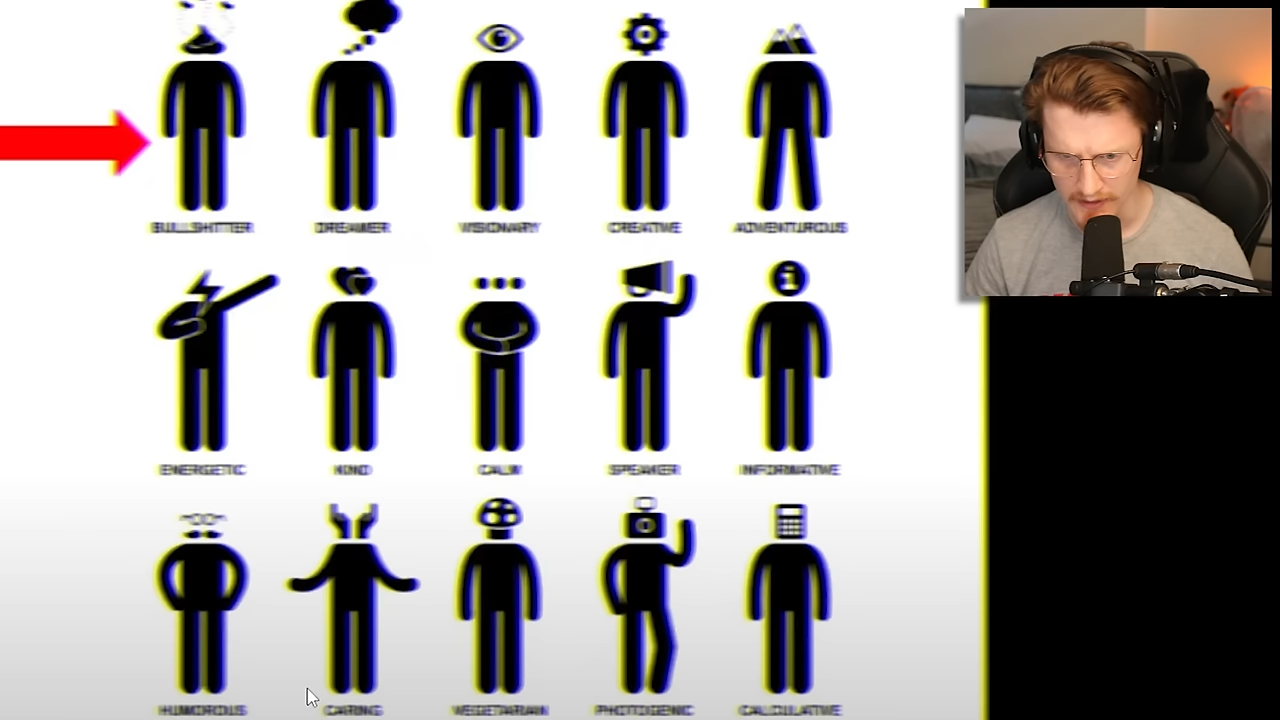 BULLSHITTER DREAMER VISIONARY CREATIVE ADVENTUROUS
ENERGETIC KIND CALM SPEAKER INFORMATIVE
HUMOROUS CARING VEGETARIAN PHOTOGENIC CALCULATIVE